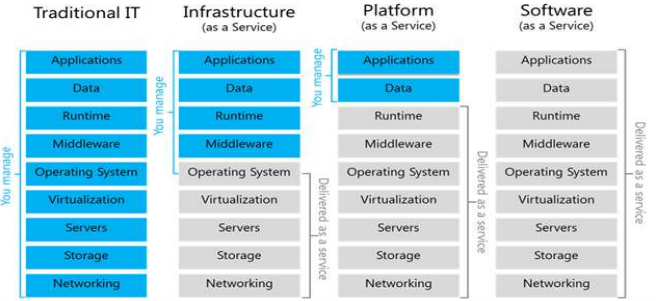 Traditional IT
Applications
Data
Runtime
Middleware
Operating System
Virtualization
Servers
Storage
Networking
You manage
Infrastructure
(as a Service)
Applications
Data
Runtime
Middleware
Operating System
Virtualization
Servers
Storage
Networking
You manage
Delivered as a service
Platform
(as a Service)
Applications
Data
Runtime
Middleware
Operating System
Virtualization
Servers
Storage
Networking
You manage
Delivered as a service
Software
(as a Service)
Applications
Data
Runtime
Middleware
Operating System
Virtualization
Servers
Storage
Networking
Delivered as a service